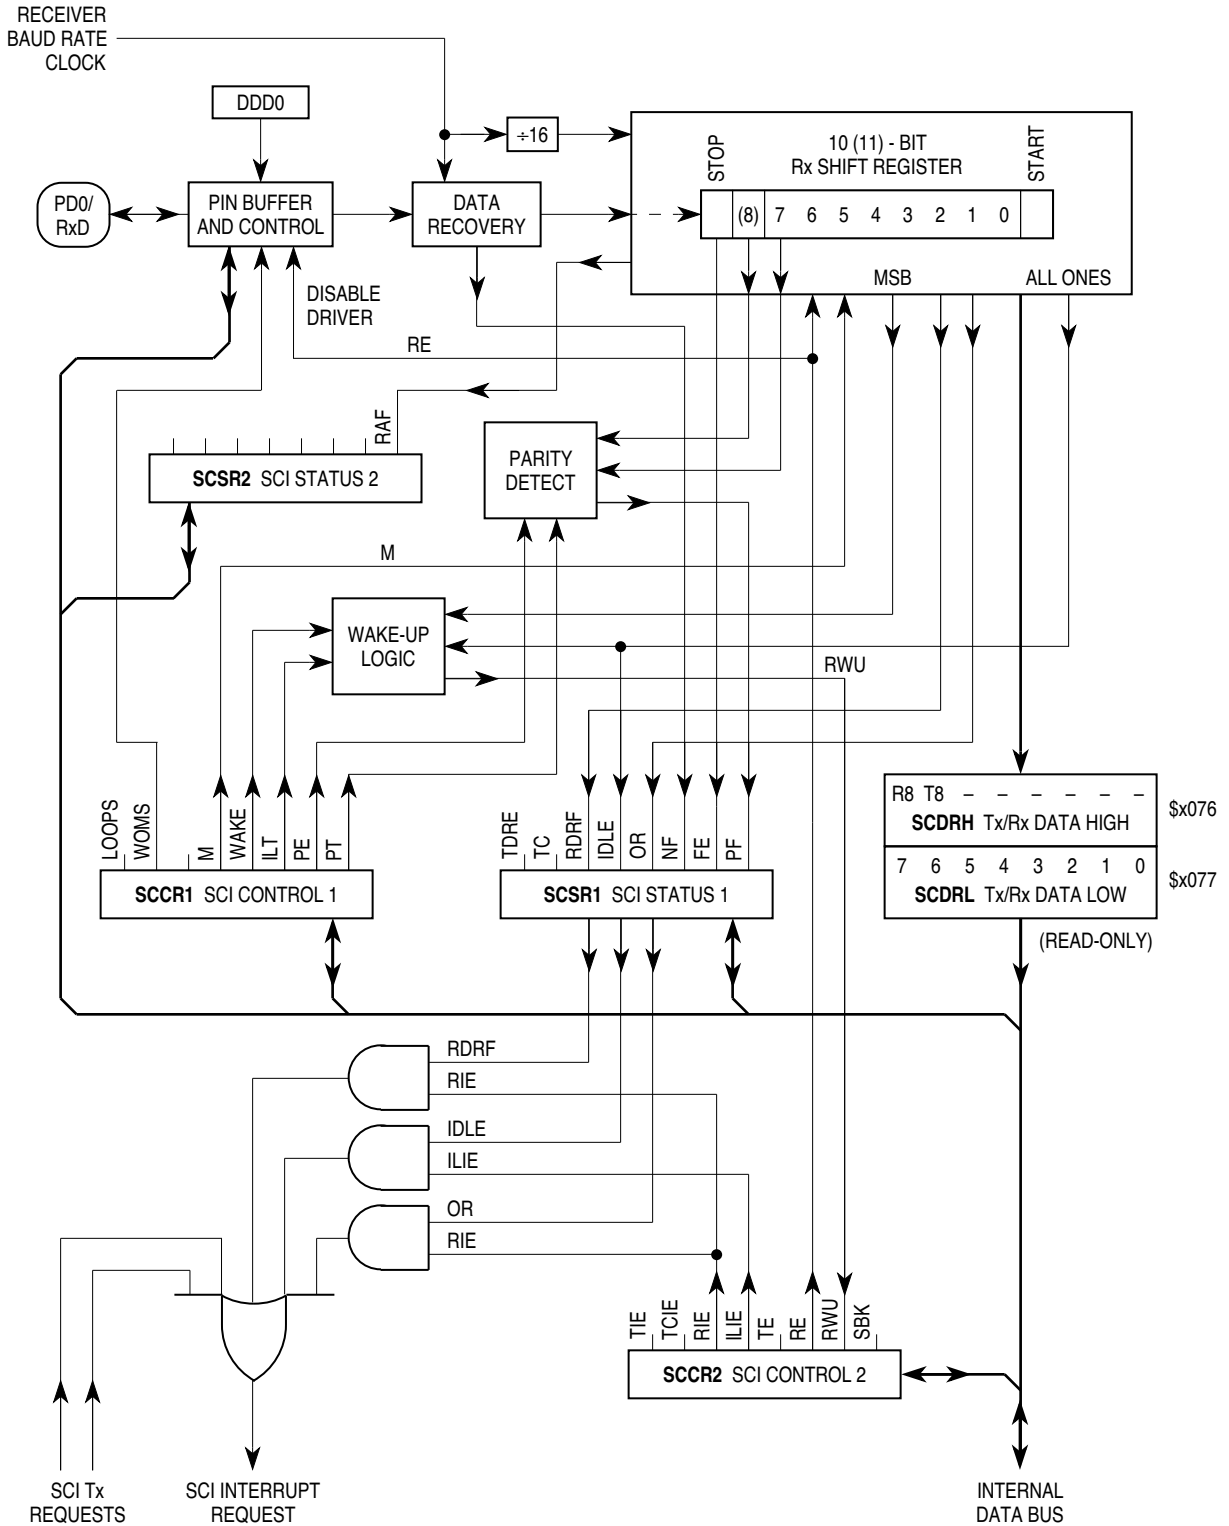 RECEIVER
BAUD RATE
CLOCK
DDD0
÷16
STOP
10 (11) - BIT
Rx SHIFT REGISTER
START
PD0/
RxD
PIN BUFFER
AND CONTROL
DATA
RECOVERY
(8) 7 6 5 4 3 2 1 0
MSB
ALL ONES
DISABLE
DRIVER
RE
RAF
SCSR2 SCI STATUS 2
PARITY
DETECT
M
WAKE-UP
LOGIC
RWU
LOOPS
WOMS
M
WAKE
ILT
PE
PT
TDRE
TC
RDRF
IDLE
OR
NF
FE
PF
R8 T8 – – – – – –
SCDRH Tx/Rx DATA HIGH
$x076
7 6 5 4 3 2 1 0
SCDRL Tx/Rx DATA LOW
$x077
SCCR1 SCI CONTROL 1
SCSR1 SCI STATUS 1
(READ-ONLY)
RDRF
RIE
IDLE
ILIE
OR
RIE
TIE
TCIE
RIE
ILIE
TE
RE
RWU
SBK
SCCR2 SCI CONTROL 2
SCI Tx
REQUESTS
SCI INTERRUPT
REQUEST
INTERNAL
DATA BUS